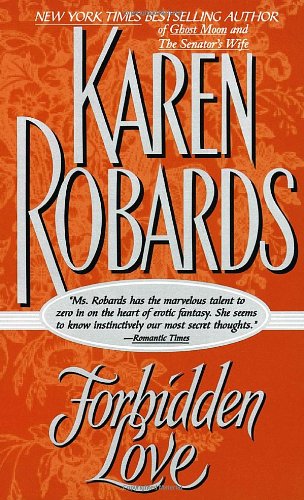 NEW YORK TIMES BESTSELLING AUTHOR
of Ghost Moon and
The Senator's Wife
KAREN
ROBARDS
"Ms. Robards has the marvelous talent to
zero in on the heart of erotic fantasy. She seems
to know instinctively our most secret thoughts."
—Romantic Times
Forbidden
Love